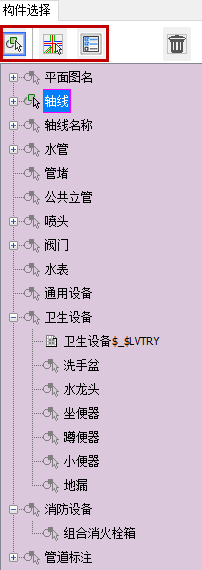 构件选择
平面图名
轴线
轴线名称
水管
管堵
公共立管
喷头
阀门
水表
通用设备
卫生设备
卫生设备$_$LVTRY
洗手盆
水龙头
坐便器
蹲便器
小便器
地漏
消防设备
组合消火栓箱
管道标注